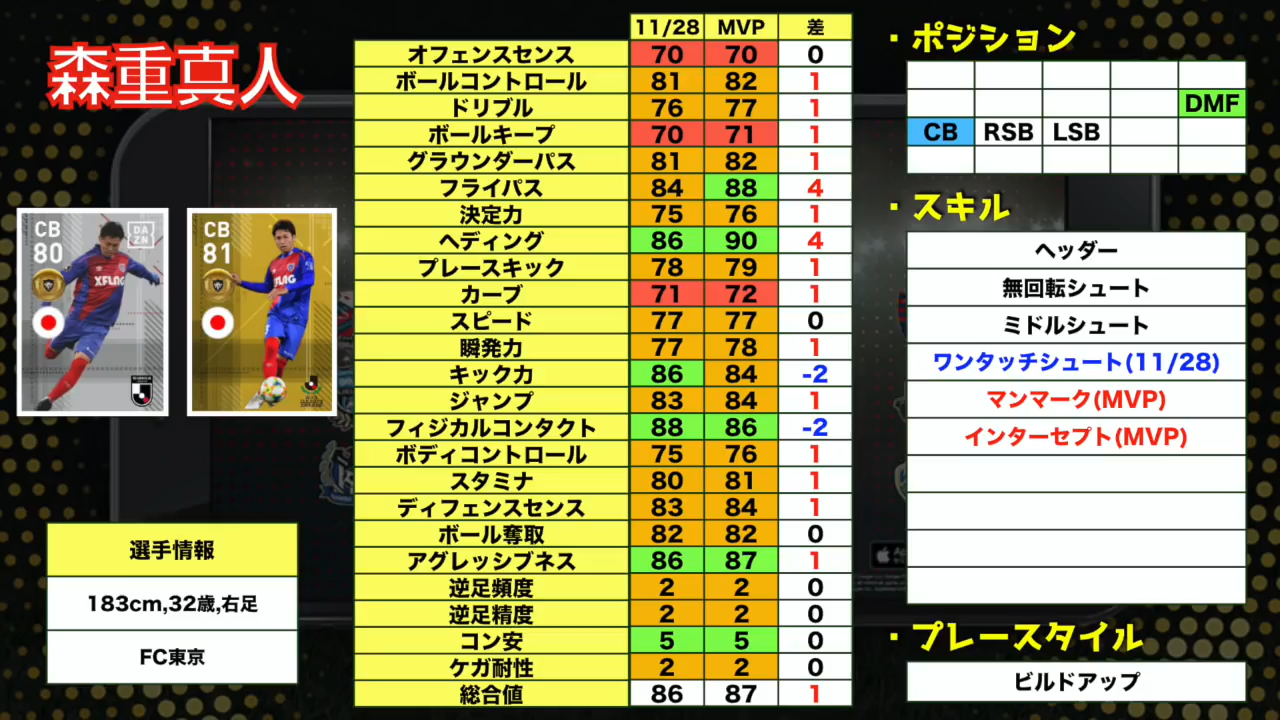 森重真人
CB
80
DA
ZN
XFLAG
CB
81
選手情報
183cm,32歳,右足
FC東京
11/28 MVP 差
オフェンスセンス 70 70 0
ボールコントロール 81 82 1
ドリブル 76 77 1
ボールキープ 70 71 1
グラウンダーパス 81 82 1
フライパス 84 88 4
決定力 75 76 1
ヘディング 86 90 4
プレースキック 78 79 1
カーブ 71 72 1
スピード 77 77 0
瞬発力 77 78 1
キック力 86 84 -2
ジャンプ 83 84 1
フィジカルコンタクト 88 86 -2
ボディコントロール 75 76 1
スタミナ 80 81 1
ディフェンスセンス 83 84 1
ボール奪取 82 82 0
アグレッシブネス 86 87 1
逆足頻度 2 2 0
逆足精度 2 2 0
コン安 5 5 0
ケガ耐性 2 2 0
総合値 86 87 1
・ポジション
DMF
CB RSB LSB
・スキル
ヘッダー
無回転シュート
ミドルシュート
ワンタッチシュート(11/28)
マンマーク(MVP)
インターセプト(MVP)
・プレースタイル
ビルドアップ